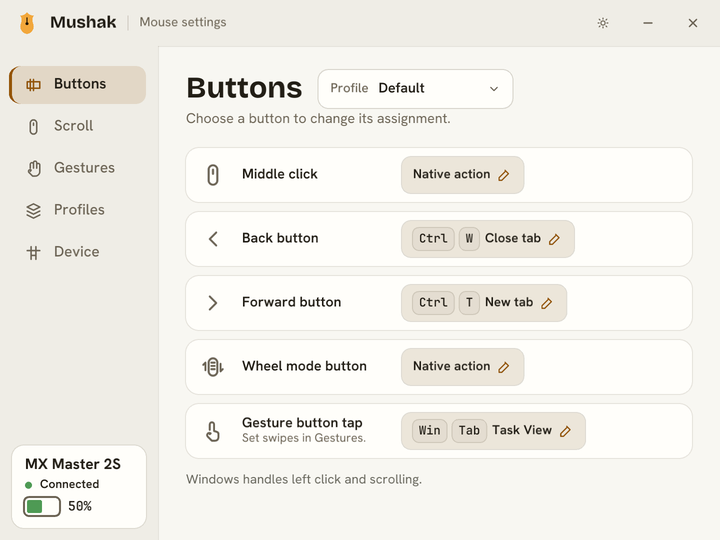 Mushak
Mouse settings
Buttons
Scroll
Gestures
Profiles
Device
MX Master 2S
Connected
50%
Buttons
Profile Default
Choose a button to change its assignment.
Middle click
Native action
Back button
Ctrl W Close tab
Forward button
Ctrl T New tab
Wheel mode button
Native action
Gesture button tap
Set swipes in Gestures.
Win Tab Task View
Windows handles left click and scrolling.